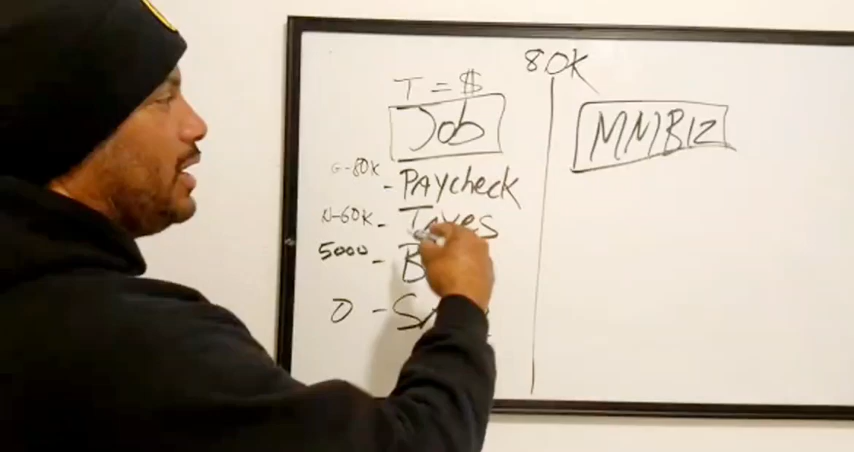 80K
T = $
Job
MMBIZ
G-80K - PAycheck
N-60K - Taxes
5000 -
0 -